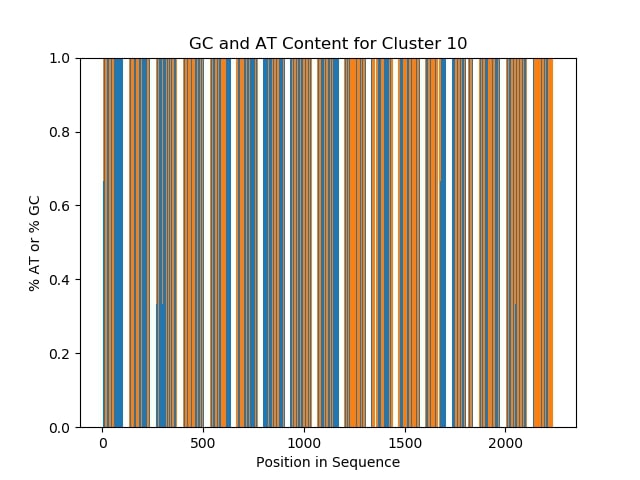 GC and AT Content for Cluster 10
% AT or % GC
1.0
0.8
0.6
0.4
0.2
0.0
0 500 1000 1500 2000
Position in Sequence